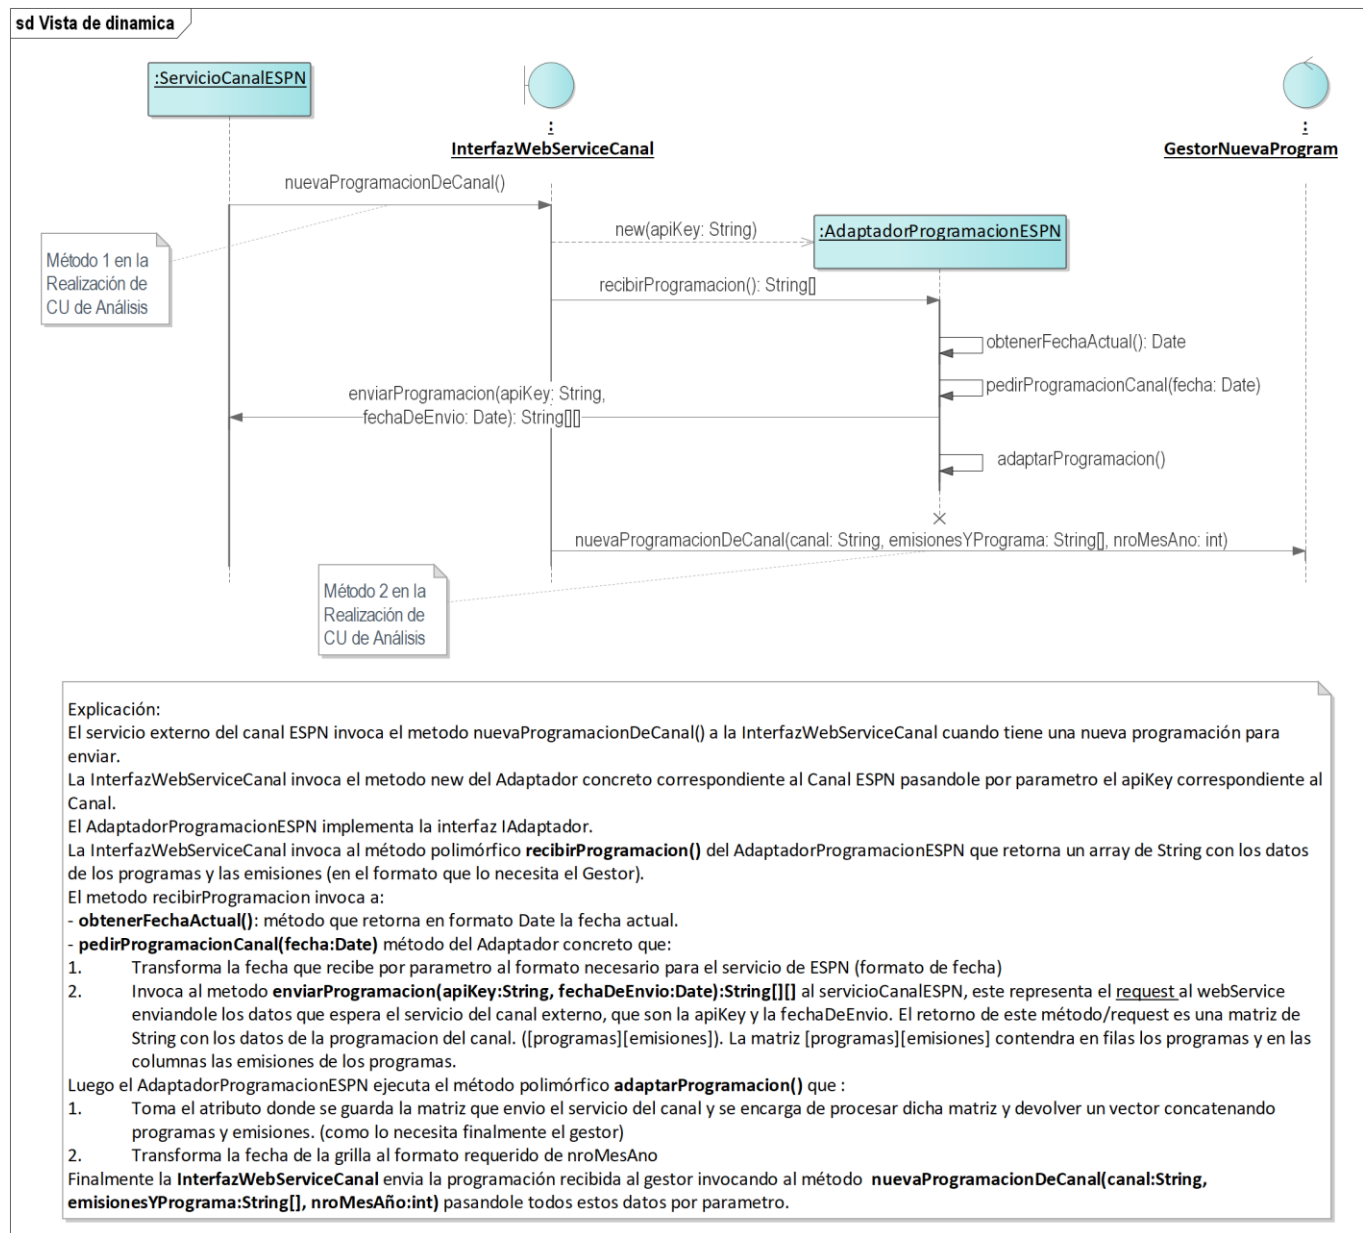 sd Vista de dinamica
:ServicioCanalESPN
:
InterfazWebServiceCanal
:
GestorNuevaProgram
nuevaProgramacionDeCanal()
new(apiKey: String)
:AdaptadorProgramacionESPN
Método 1 en la
Realización de
CU de Análisis
recibirProgramacion(): String[]
obtenerFechaActual(): Date
pedirProgramacionCanal(fecha: Date)
enviarProgramacion(apiKey: String,
fechaDeEnvio: Date): String[][]
adaptarProgramacion()
nuevaProgramacionDeCanal(canal: String, emisionesYPrograma: String[], nroMesAno: int)
Método 2 en la
Realización de
CU de Análisis
Explicación:
El servicio externo del canal ESPN invoca el metodo nuevaProgramacionDeCanal() a la InterfazWebServiceCanal cuando tiene una nueva programación para
enviar.
La InterfazWebServiceCanal invoca el metodo new del Adaptador concreto correspondiente al Canal ESPN pasandole por parametro el apiKey correspondiente al
Canal.
El AdaptadorProgramacionESPN implementa la interfaz IAdaptador.
La InterfazWebServiceCanal invoca al método polimórfico recibirProgramacion() del AdaptadorProgramacionESPN que retorna un array de String con los datos
de los programas y las emisiones (en el formato que lo necesita el Gestor).
El metodo recibirProgramacion invoca a:
- obtenerFechaActual(): método que retorna en formato Date la fecha actual.
- pedirProgramacionCanal(fecha:Date) método del Adaptador concreto que:
1. Transforma la fecha que recibe por parametro al formato necesario para el servicio de ESPN (formato de fecha)
2. Invoca al metodo enviarProgramacion(apiKey:String, fechaDeEnvio:Date):String[][] al servicioCanalESPN, este representa el request al webService
enviandole los datos que espera el servicio del canal externo, que son la apiKey y la fechaDeEnvio. El retorno de este método/request es una matriz de
String con los datos de la programacion del canal. ([programas][emisiones]). La matriz [programas][emisiones] contendra en filas los programas y en las
columnas las emisiones de los programas.
Luego el AdaptadorProgramacionESPN ejecuta el método polimórfico adaptarProgramacion() que :
1. Toma el atributo donde se guarda la matriz que envio el servicio del canal y se encarga de procesar dicha matriz y devolver un vector concatenando
programas y emisiones. (como lo necesita finalmente el gestor)
2. Transforma la fecha de la grilla al formato requerido de nroMesAno
Finalmente la InterfazWebServiceCanal envia la programación recibida al gestor invocando al método nuevaProgramacionDeCanal(canal:String,
emisionesYPrograma:String[], nroMesAño:int) pasandole todos estos datos por parametro.